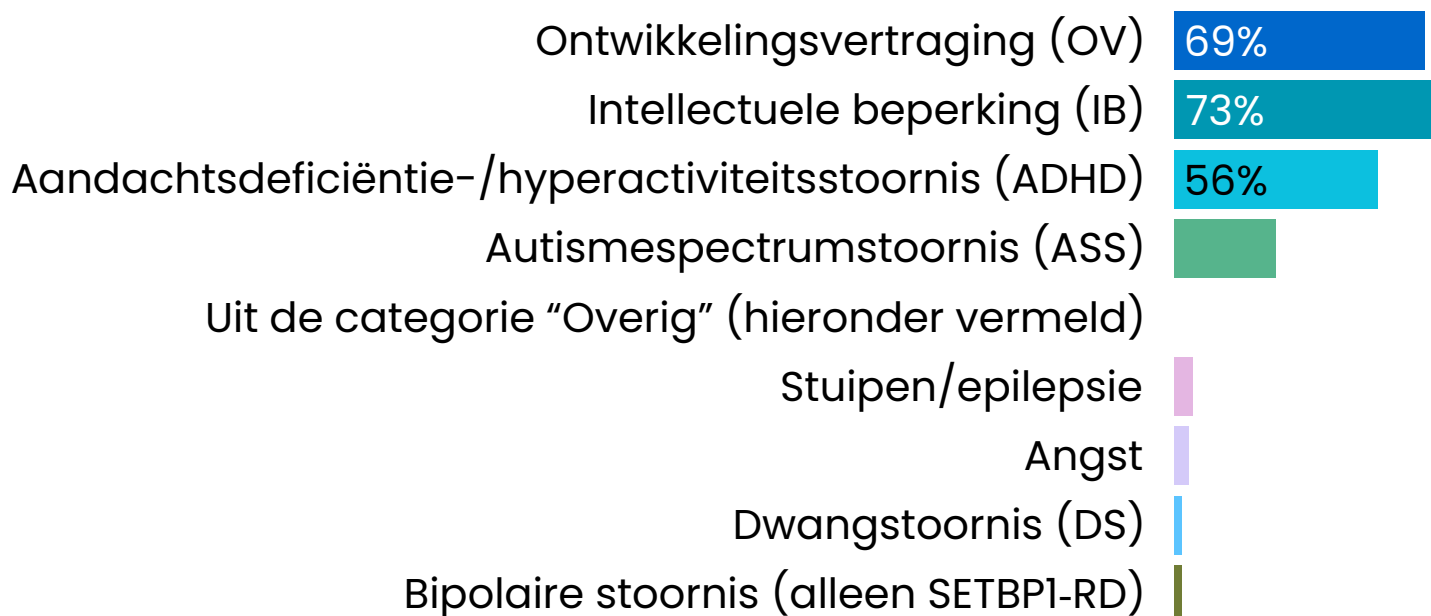 Ontwikkelingsvertraging (OV) 69%
Intellectuele beperking (IB) 73%
Aandachtsdeficiëntie-/hyperactiviteitsstoornis (ADHD) 56%
Autismespectrumstoornis (ASS)
Uit de categorie “Overig” (hieronder vermeld)
Stuipen/epilepsie
Angst
Dwangstoornis (DS)
Bipolaire stoornis (alleen SETBP1-RD)